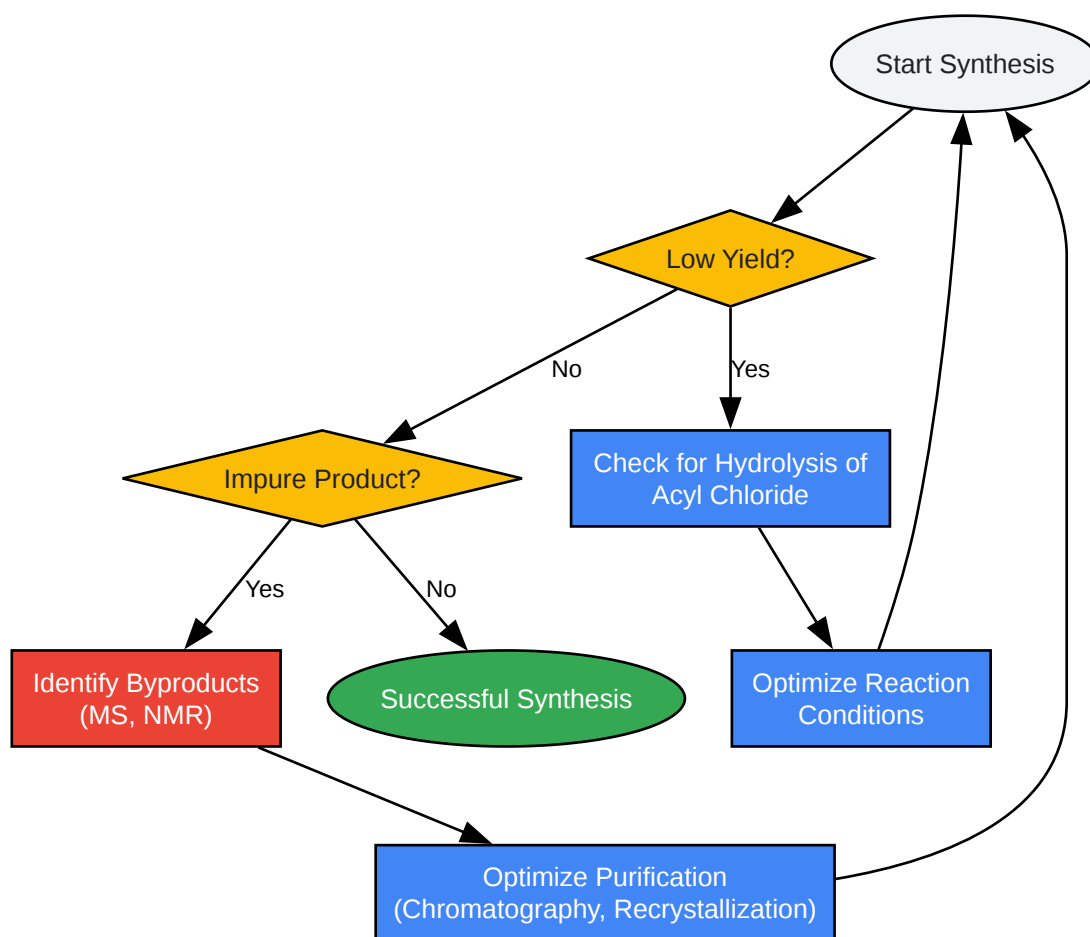 Start Synthesis
Low Yield?
No
Yes
Impure Product?
Check for Hydrolysis of
Acyl Chloride
Yes
No
Identify Byproducts
(MS, NMR)
Successful Synthesis
Optimize Reaction
Conditions
Optimize Purification
(Chromatography, Recrystallization)